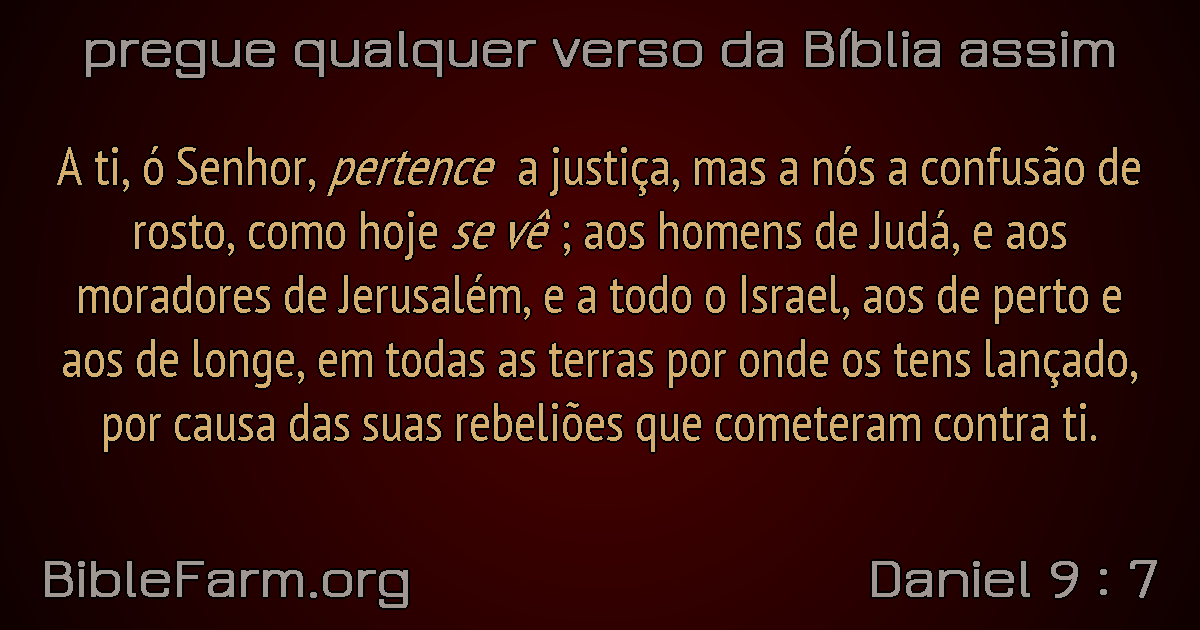 pregue qualquer verso da Bíblia assim
A ti, ó Senhor, pertence a justiça, mas a nós a confusão de
rosto, como hoje se vê ; aos homens de Judá, e aos
moradores de Jerusalém, e a todo o Israel, aos de perto e
aos de longe, em todas as terras por onde os tens lançado,
por causa das suas rebeliões que cometeram contra ti.
BibleFarm.org
Daniel 9 : 7